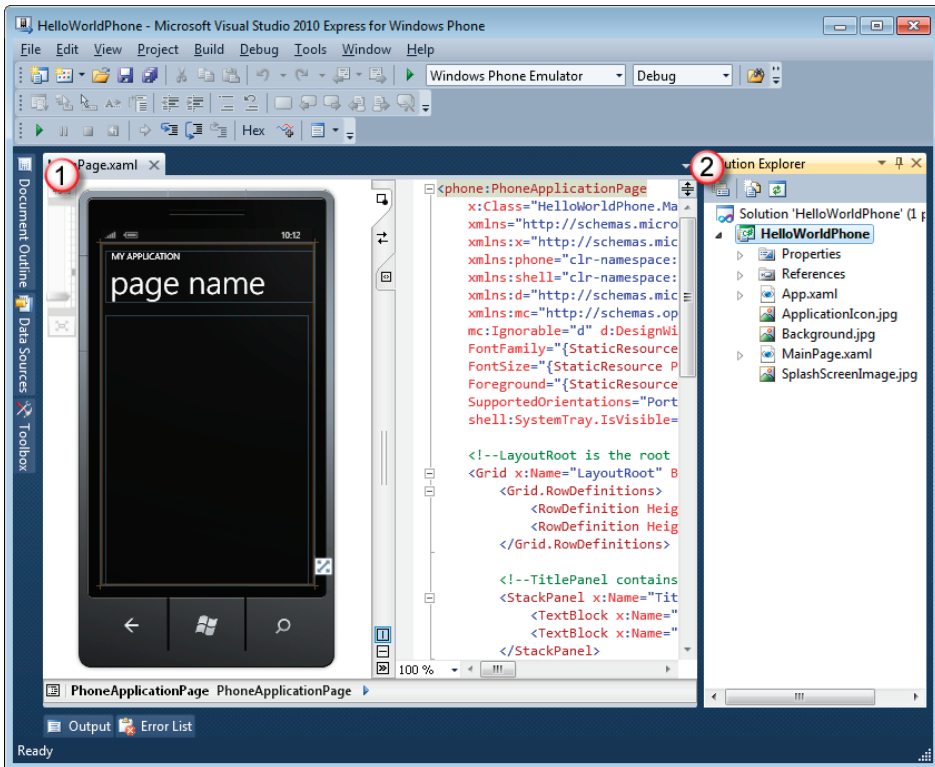 HelloWorldPhone - Microsoft Visual Studio 2010 Express for Windows Phone
File Edit View Project Build Debug Tools Window Help
Windows Phone Emulator Debug
Hex
Document Outline
Data Sources
Toolbox
1
Page.xaml
10:12
MY APPLICATION
page name
<phone:PhoneApplicationPage
x:Class="HelloWorldPhone.Ma
xmlns="http://schemas.micro
xmlns:x="http://schemas.mic
xmlns:phone="clr-namespace:
xmlns:shell="clr-namespace:
xmlns:d="http://schemas.mic
xmlns:mc="http://schemas.op
mc:Ignorable="d" d:DesignWi
FontFamily="{StaticResource
FontSize="{StaticResource P
Foreground="{StaticResource
SupportedOrientations="Port
shell:SystemTray.IsVisible=
<!--LayoutRoot is the root
<Grid x:Name="LayoutRoot" B
<Grid.RowDefinitions>
<RowDefinition Heig
<RowDefinition Heig
</Grid.RowDefinitions>
<!--TitlePanel contains
<StackPanel x:Name="Tit
<TextBlock x:Name="
<TextBlock x:Name="
</StackPanel>
100 %
PhoneApplicationPage PhoneApplicationPage
2
ution Explorer
Solution 'HelloWorldPhone' (1 p
HelloWorldPhone
Properties
References
App.xaml
ApplicationIcon.jpg
Background.jpg
MainPage.xaml
SplashScreenImage.jpg
Output Error List
Ready